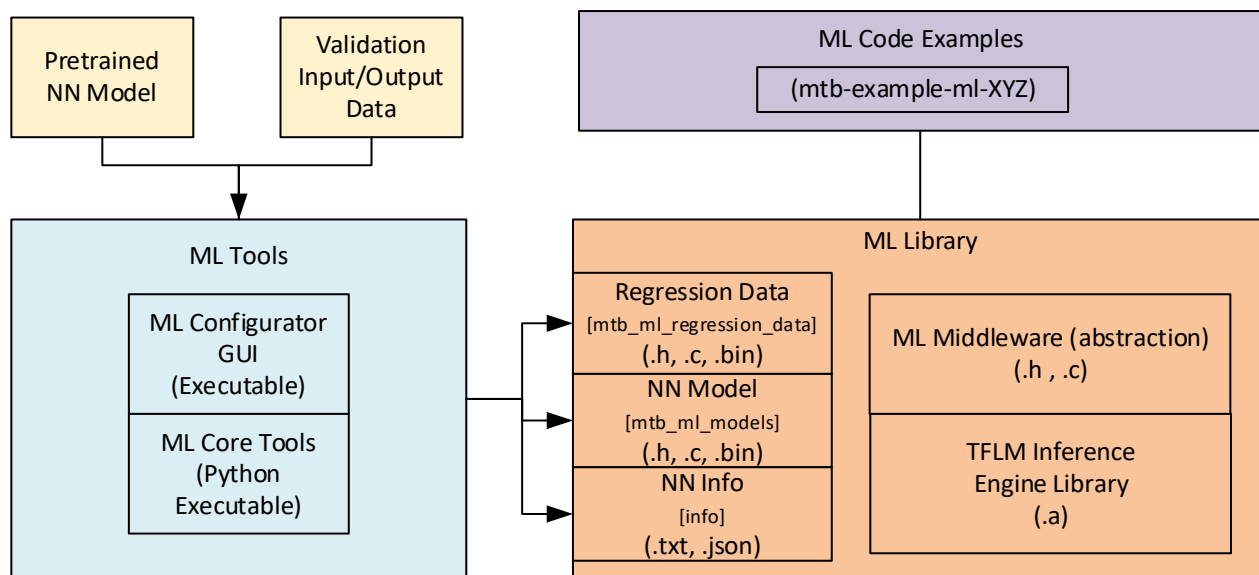 Pretrained
NN Model
Validation
Input/Output
Data
ML Code Examples
(mtb-example-ml-XYZ)
ML Tools
ML Configurator
GUI
(Executable)
ML Core Tools
(Python
Executable)
ML Library
Regression Data
[mtb_ml_regression_data]
(.h, .c, .bin)
NN Model
[mtb_ml_models]
(.h, .c, .bin)
NN Info
[info]
(.txt, .json)
ML Middleware (abstraction)
(.h , .c)
TFLM Inference
Engine Library
(.a)